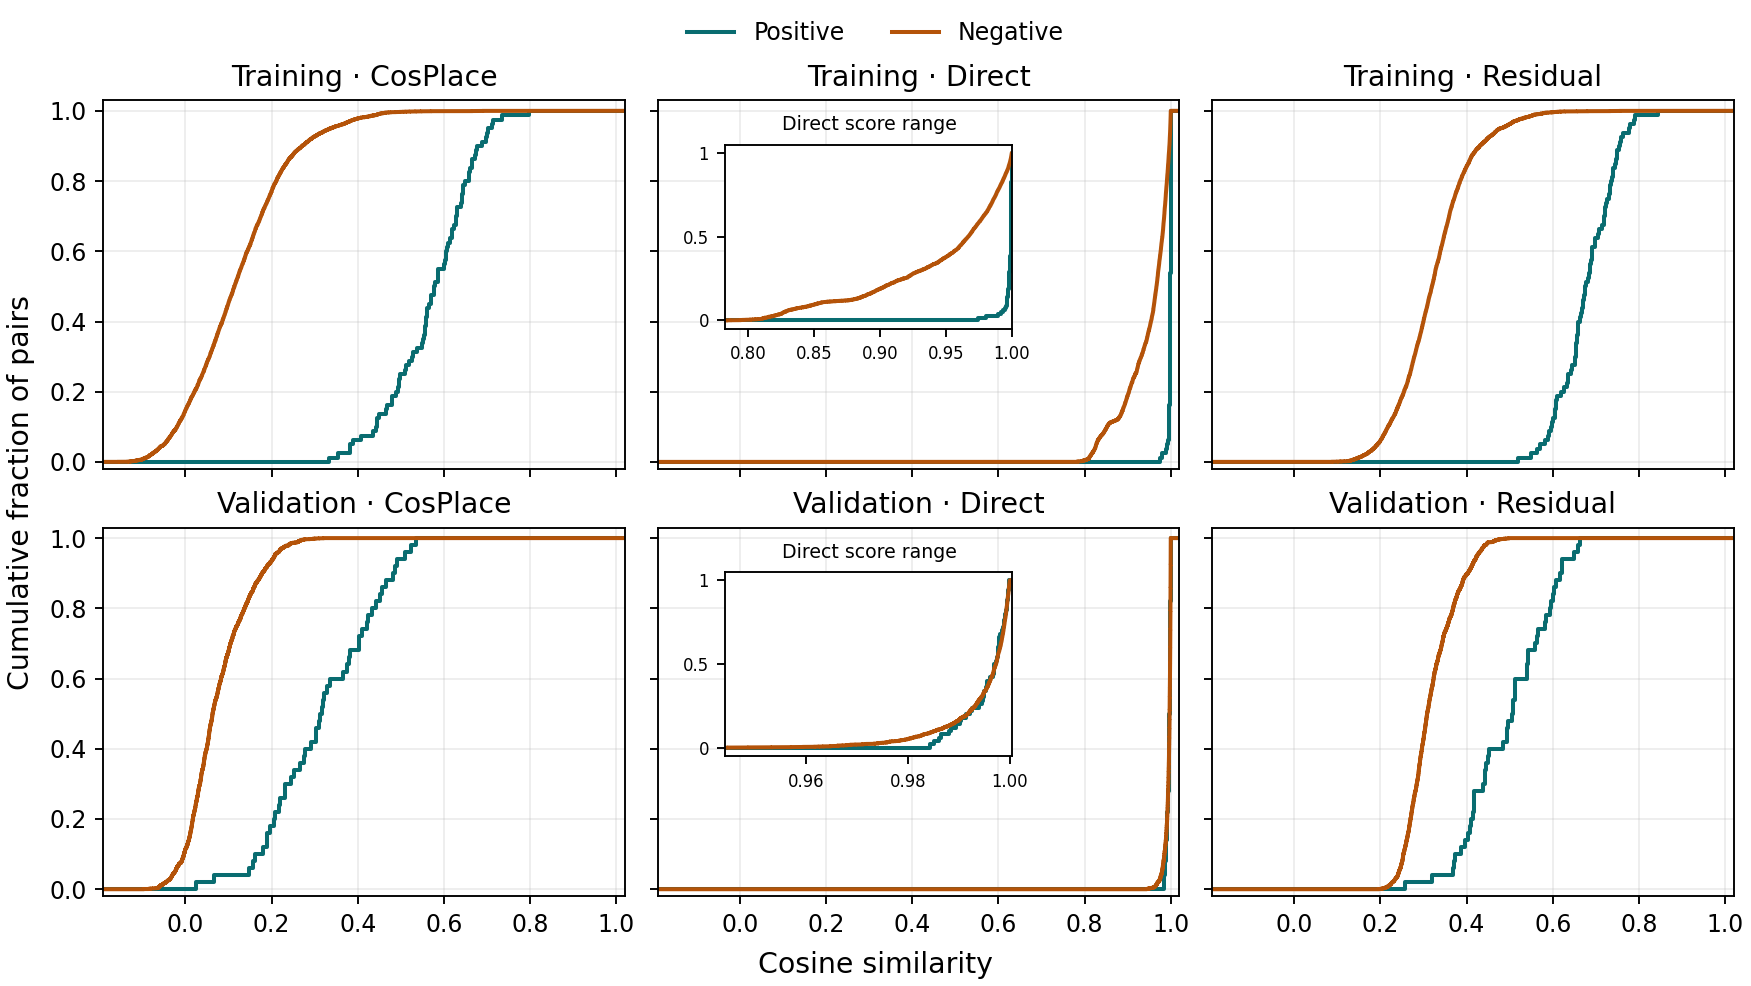 Positive Negative
Training · CosPlace
Training · Direct
Training · Residual
Cumulative fraction of pairs
1.0
0.8
0.6
0.4
0.2
0.0
Direct score range
1
0.5
0
0.80 0.85 0.90 0.95 1.00
Validation · CosPlace
Validation · Direct
Validation · Residual
1.0
0.8
0.6
0.4
0.2
0.0
Direct score range
1
0.5
0
0.96 0.98 1.00
0.0 0.2 0.4 0.6 0.8 1.0
0.0 0.2 0.4 0.6 0.8 1.0
0.0 0.2 0.4 0.6 0.8 1.0
Cosine similarity